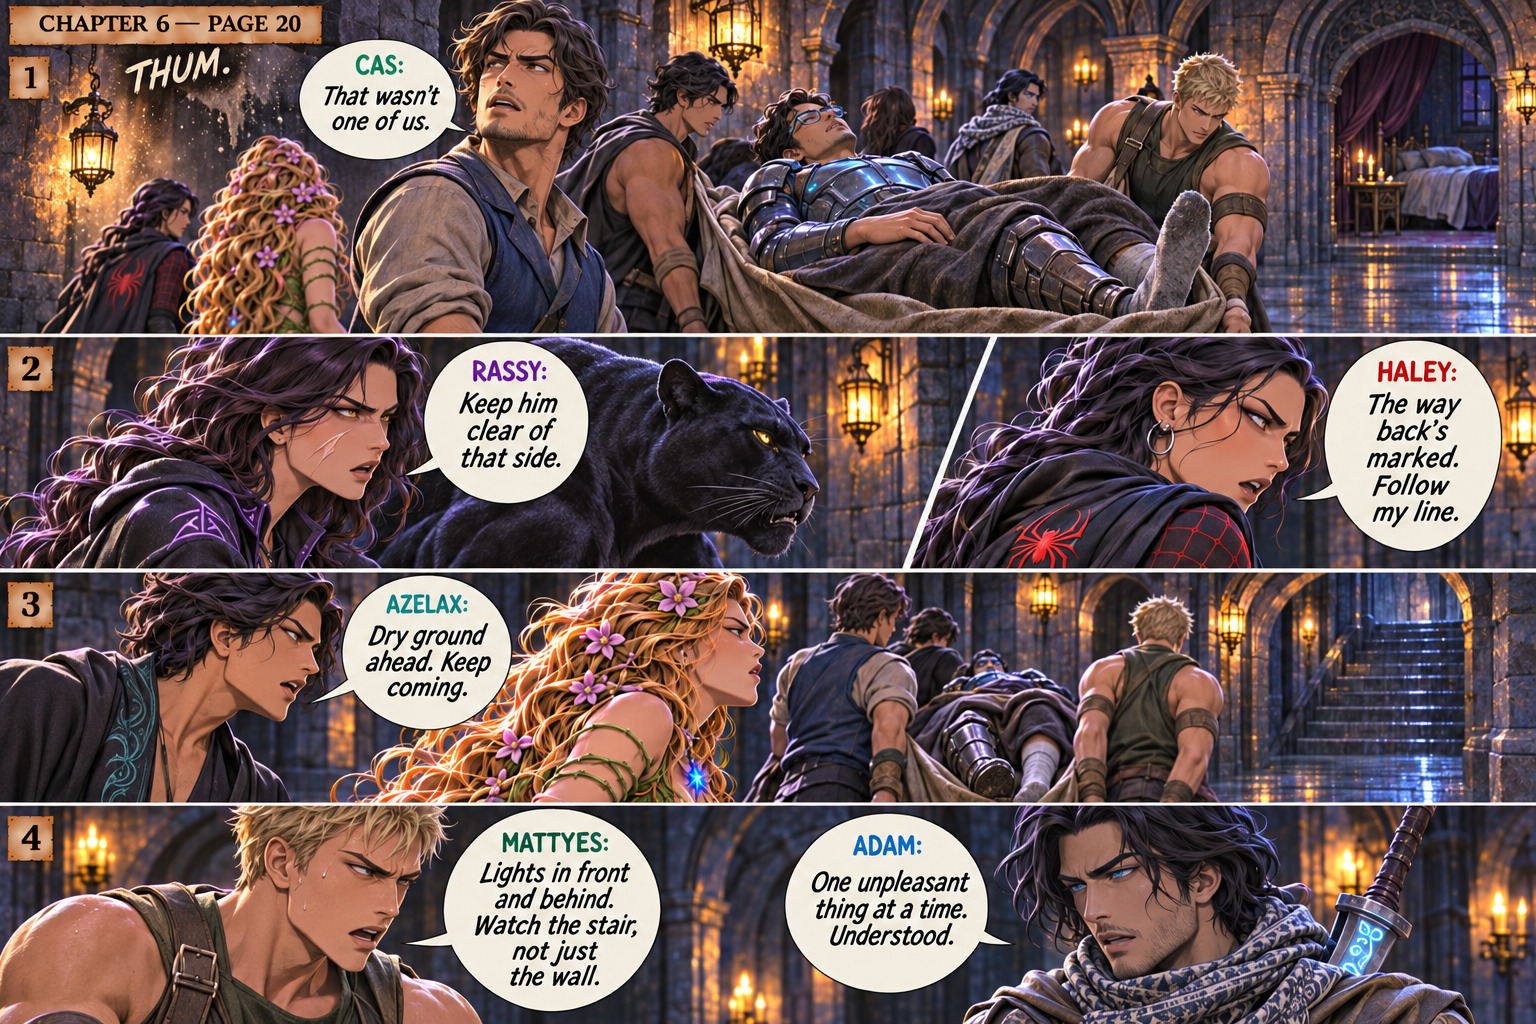 CHAPTER 6 — PAGE 20
1
THUM.
CAS:
That wasn't
one of us.
2
RASSY:
Keep him
clear of
that side.
HALEY:
The way
back's
marked.
Follow
my line.
3
AZELAX:
Dry ground
ahead. Keep
coming.
4
MATTYES:
Lights in front
and behind.
Watch the stair,
not just
the wall.
ADAM:
One unpleasant
thing at a time.
Understood.